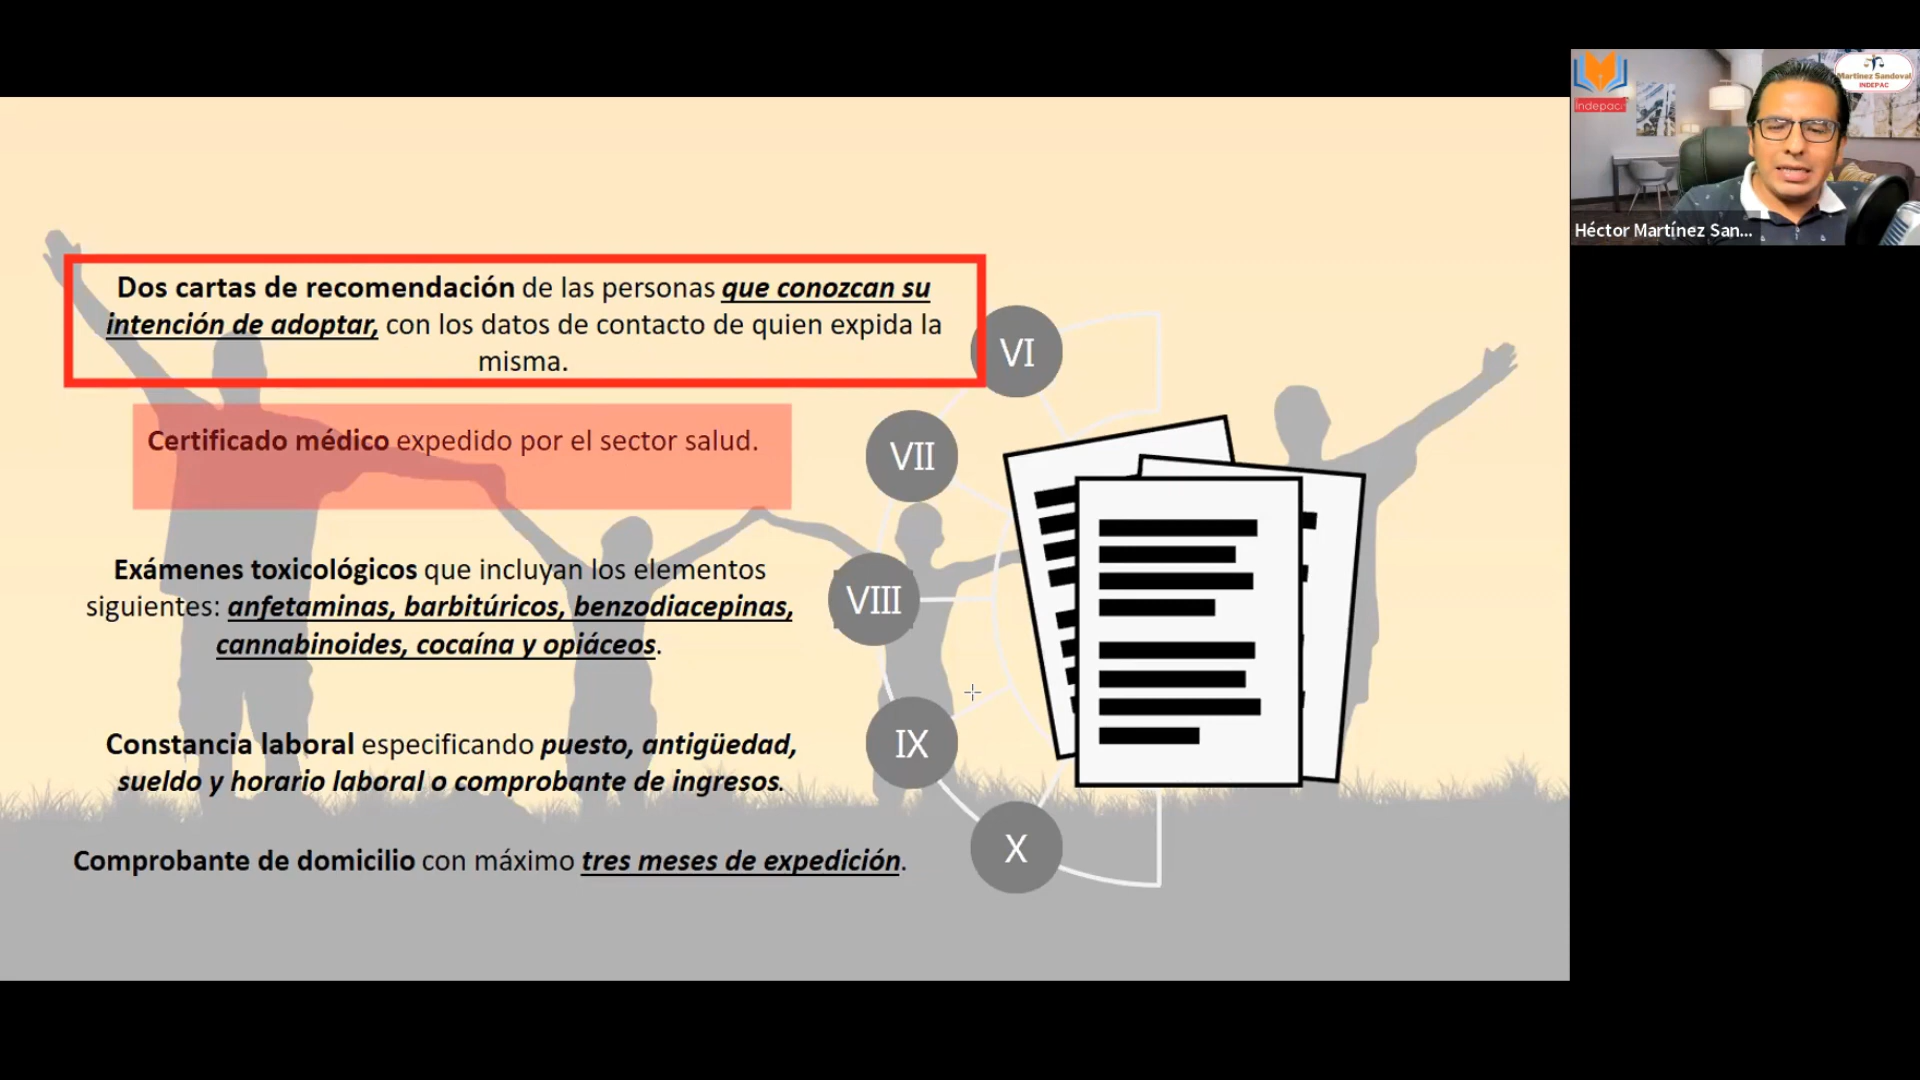 Dos cartas de recomendación de las personas que conozcan su
intención de adoptar, con los datos de contacto de quien expida la
misma.
VI
Certificado médico expedido por el sector salud.
VII
Exámenes toxicológicos que incluyan los elementos
siguientes: anfetaminas, barbitúricos, benzodiacepinas,
cannabinoides, cocaína y opiáceos.
VIII
Constancia laboral especificando puesto, antigüedad,
sueldo y horario laboral o comprobante de ingresos.
IX
Comprobante de domicilio con máximo tres meses de expedición.
X
Indepac
Martínez Sandoval
INDEPAC
Héctor Martínez San...